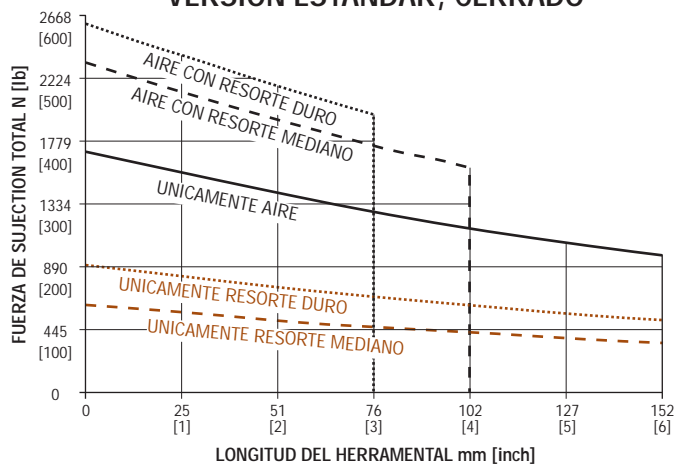 VERSIÓN ESTÁNDAR, CERRADO
FUERZA DE SUJECTION TOTAL N [lb]
2668
[600]
2224
[500]
1779
[400]
1334
[300]
890
[200]
445
[100]
0
AIRE CON RESORTE DURO
AIRE CON RESORTE MEDIANO
UNICAMENTE AIRE
UNICAMENTE RESORTE DURO
UNICAMENTE RESORTE MEDIANO
0 25 51 76 102 127 152
[1] [2] [3] [4] [5] [6]
LONGITUD DEL HERRAMENTAL mm [inch]